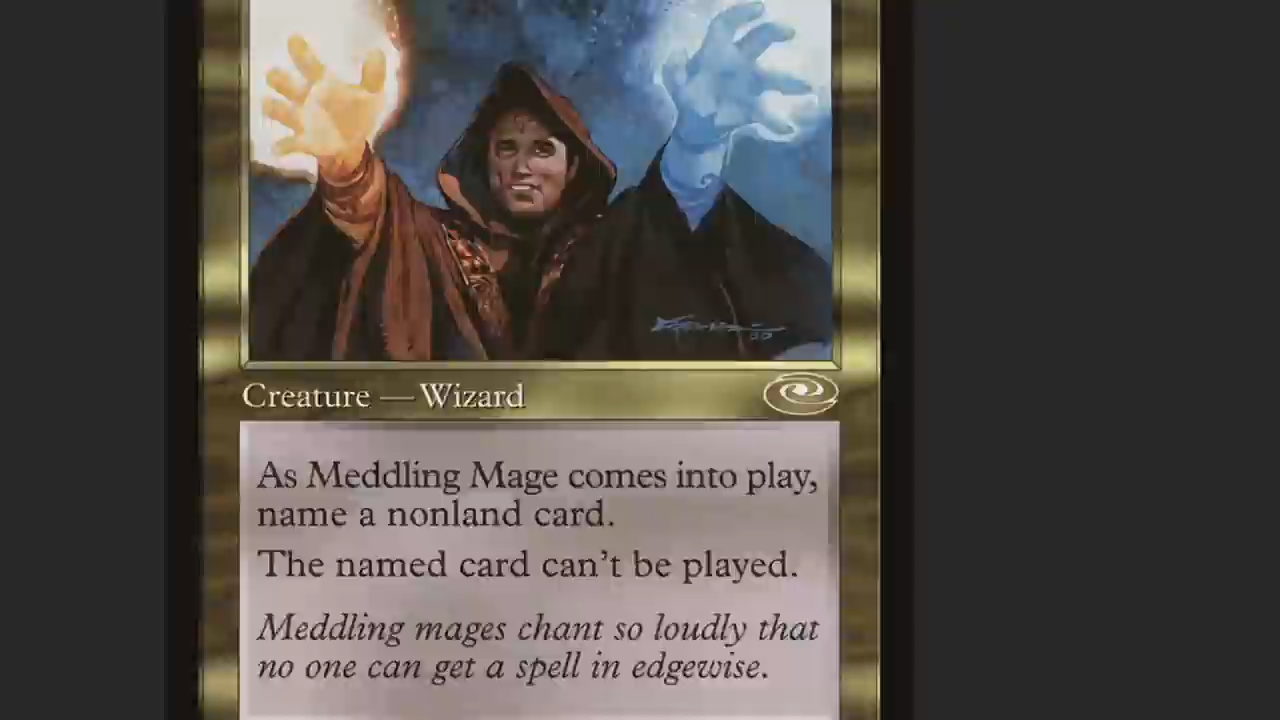 Creature — Wizard
As Meddling Mage comes into play,
name a nonland card.
The named card can't be played.
Meddling mages chant so loudly that
no one can get a spell in edgewise.